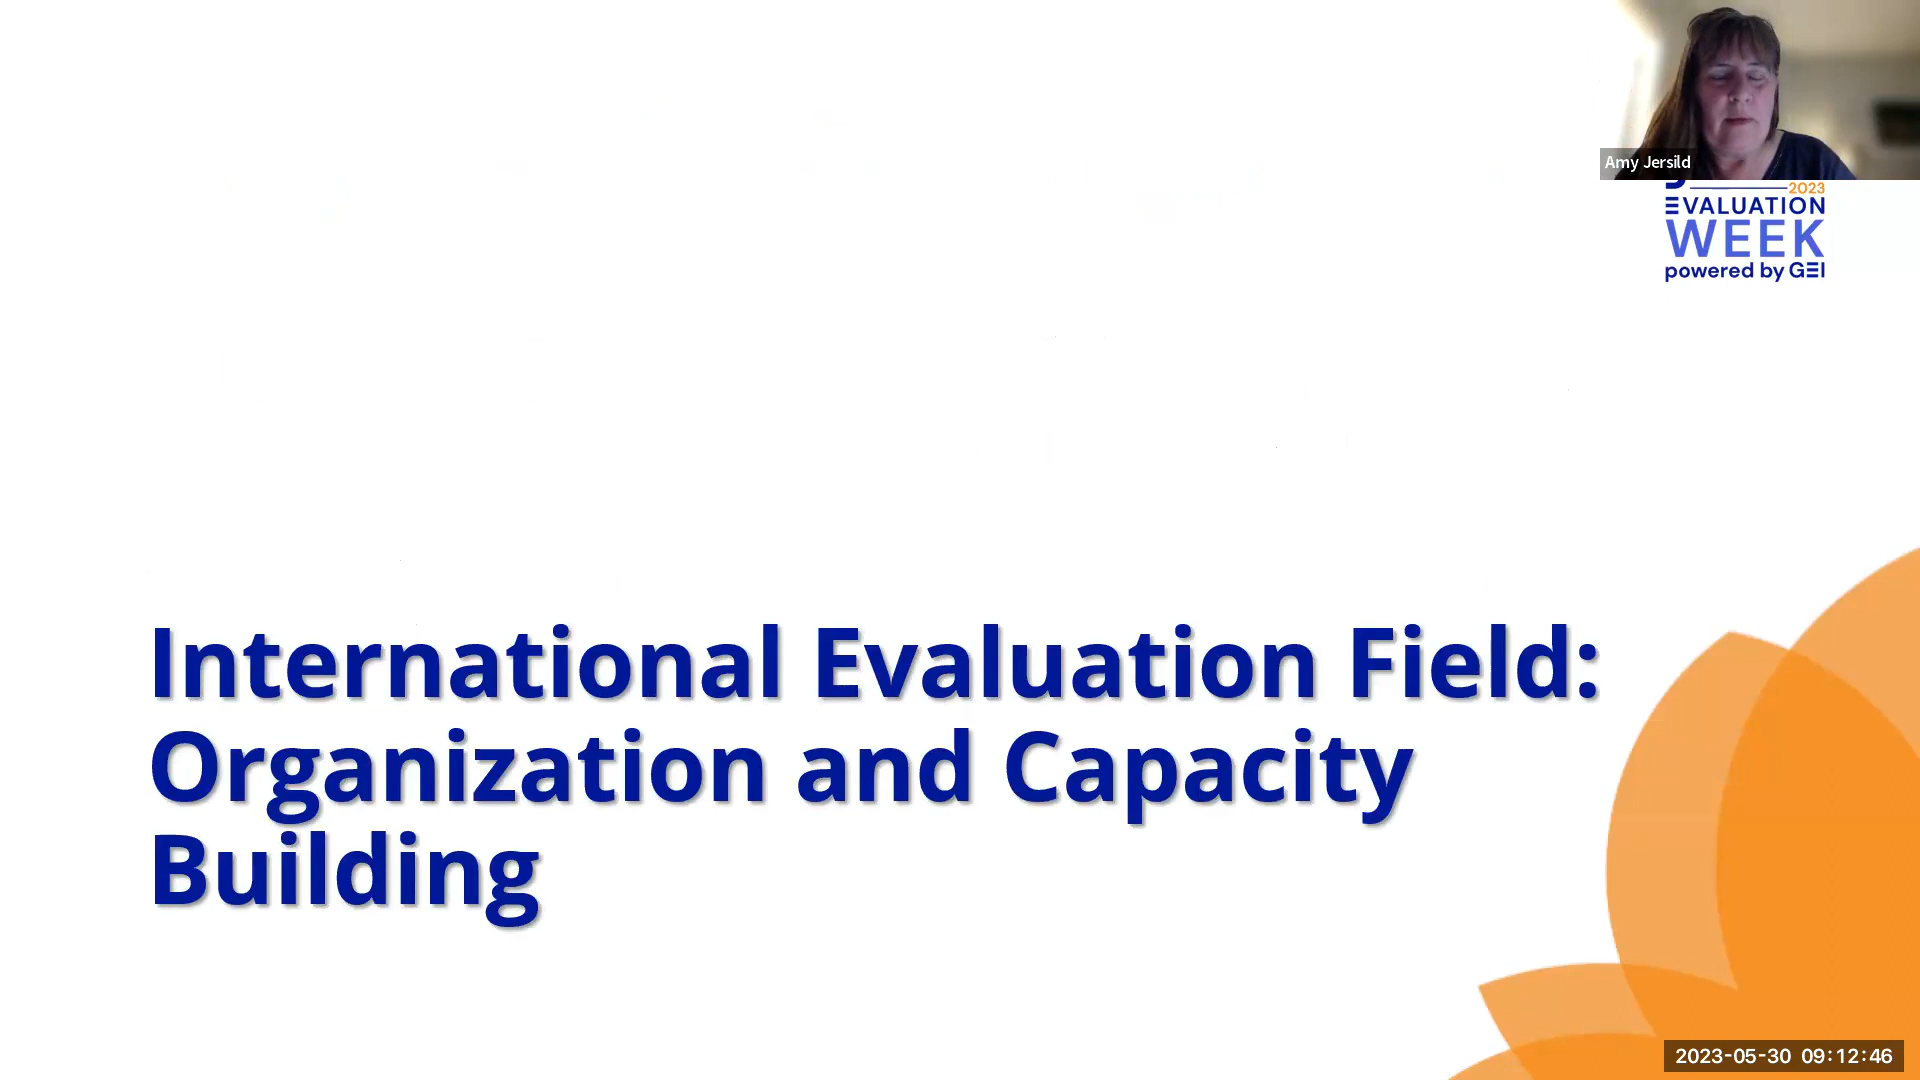 Amy Jersild
2023
EVALUATION
WEEK
powered by GEI
International Evaluation Field:
Organization and Capacity
Building
2023-05-30 09:12:46